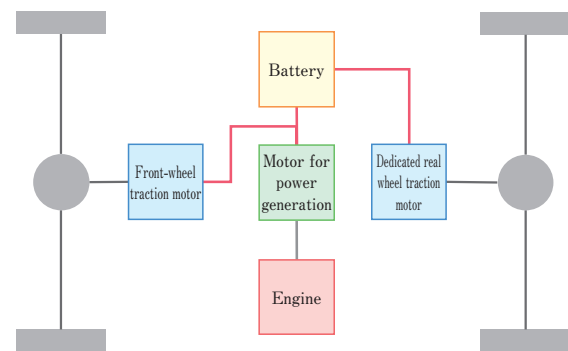 Battery
Front-wheel
traction motor
Motor for
power
generation
Dedicated real
wheel traction
motor
Engine